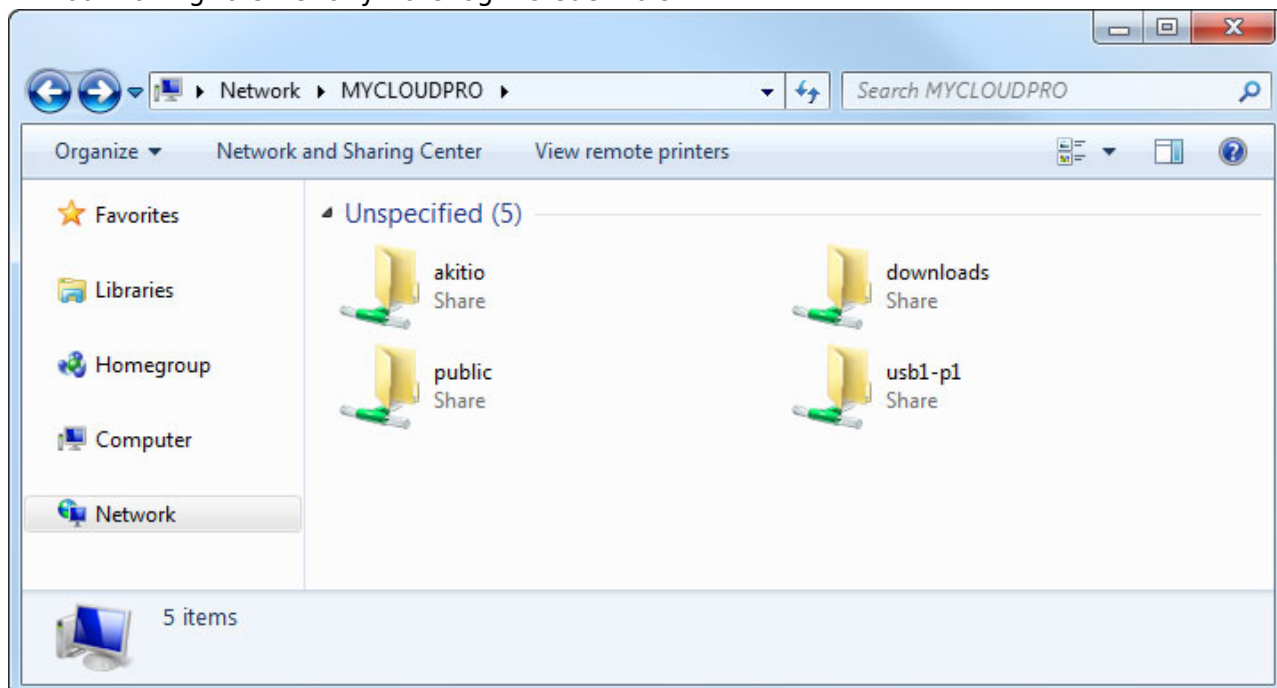 Network MYCLOUDPRO Search MYCLOUDPRO
Organize Network and Sharing Center View remote printers
Favorites
Libraries
Homegroup
Computer
Network
Unspecified (5)
akitio
Share
downloads
Share
public
Share
usb1-p1
Share
5 items